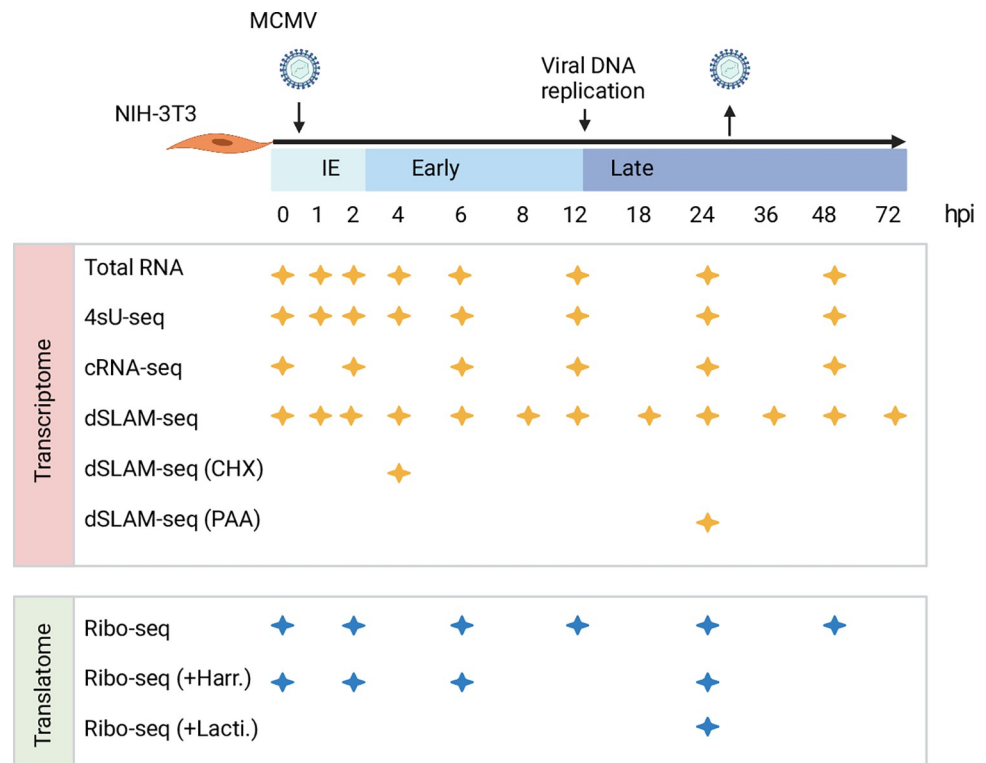 MCMV
Viral DNA
replication
NIH-3T3
IE Early Late
0 1 2 4 6 8 12 18 24 36 48 72 hpi
Transcriptome
Total RNA
4sU-seq
cRNA-seq
dSLAM-seq
dSLAM-seq (CHX)
dSLAM-seq (PAA)
Translatome
Ribo-seq
Ribo-seq (+Harr.)
Ribo-seq (+Lacti.)